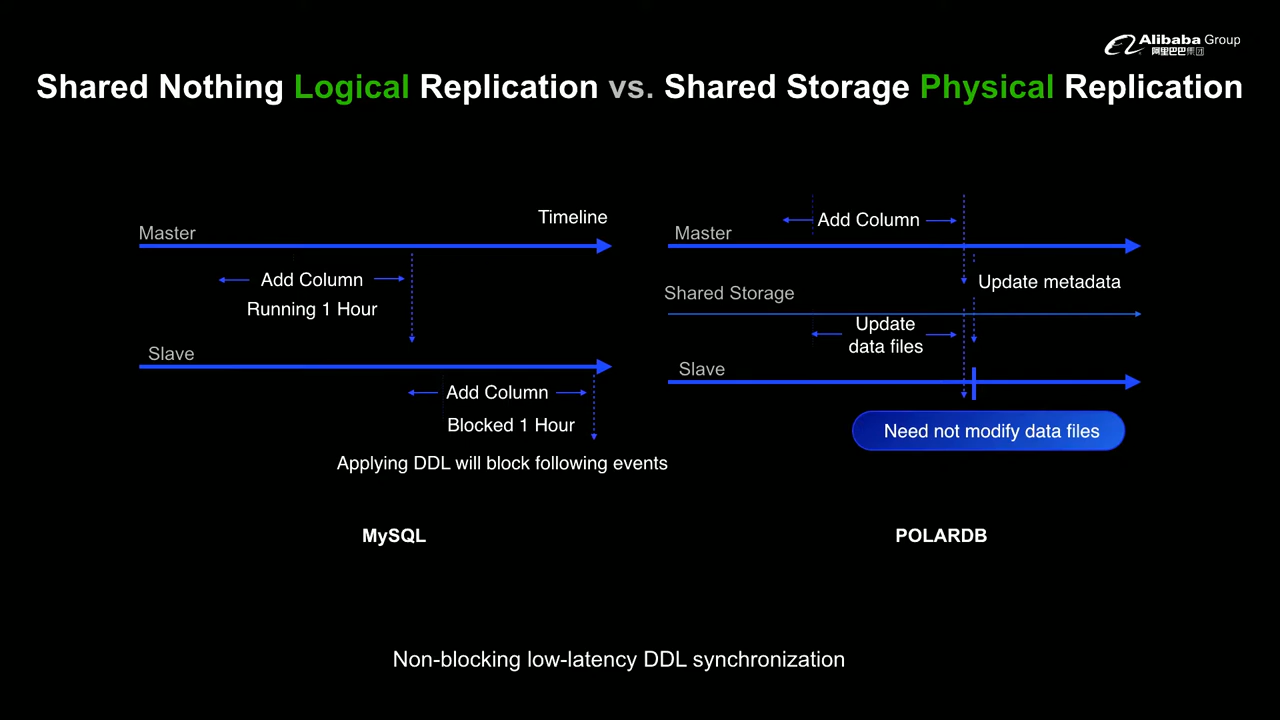 Alibaba Group
阿里巴巴集团
Shared Nothing Logical Replication vs. Shared Storage Physical Replication
Timeline
Master
Add Column
Running 1 Hour
Slave
Add Column
Blocked 1 Hour
Applying DDL will block following events
MySQL
Add Column
Master
Update metadata
Shared Storage
Update
data files
Slave
Need not modify data files
POLARDB
Non-blocking low-latency DDL synchronization